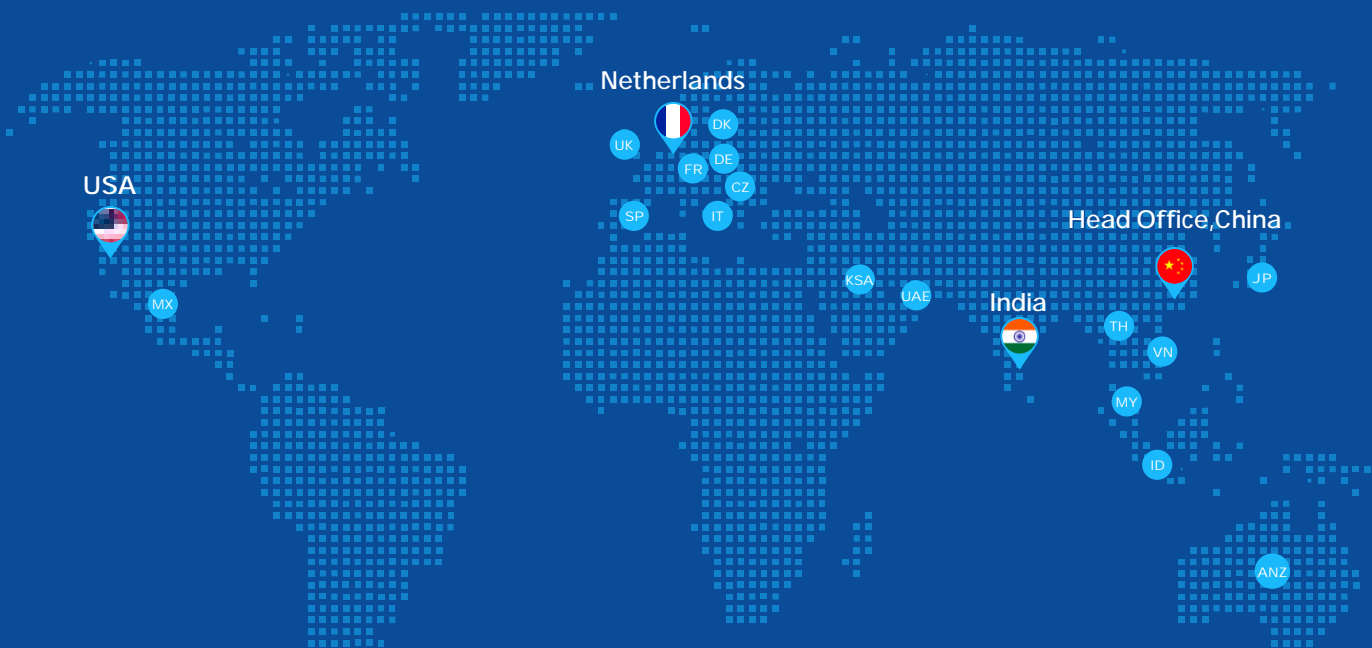 Netherlands
DK
UK
DE
FR
CZ
USA
SP
IT
Head Office,China
KSA
JP
UAE
MX
India
TH
VN
MY
ID
ANZ